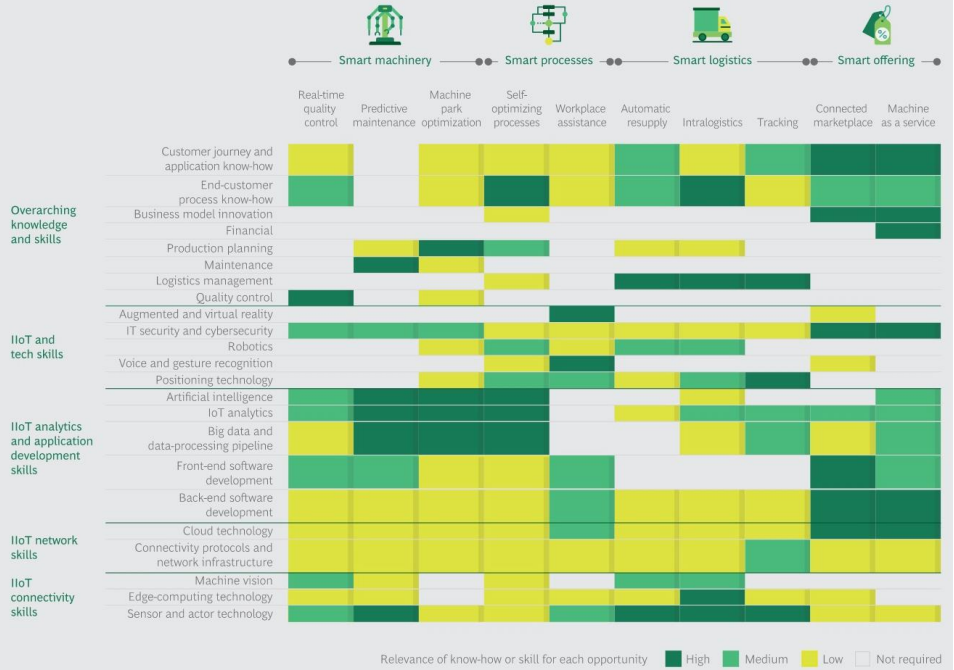 Smart machinery
Smart processes
Smart logistics
Smart offering
%
Real-time
quality
control
Predictive
maintenance
Machine
park
optimization
Self-
optimizing
processes
Workplace
assistance
Automatic
resupply
Intralogistics
Tracking
Connected
marketplace
Machine
as a service
Overarching
knowledge
and skills
Customer journey and
application know-how
End-customer
process know-how
Business model innovation
Financial
Production planning
Maintenance
Logistics management
Quality control
IIoT and
tech skills
Augmented and virtual reality
IT security and cybersecurity
Robotics
Voice and gesture recognition
Positioning technology
IIoT analytics
and application
development
skills
Artificial intelligence
IoT analytics
Big data and
data-processing pipeline
Front-end software
development
Back-end software
development
IIoT network
skills
Cloud technology
Connectivity protocols and
network infrastructure
IIoT
connectivity
skills
Machine vision
Edge-computing technology
Sensor and actor technology
Relevance of know-how or skill for each opportunity
High
Medium
Low
Not required